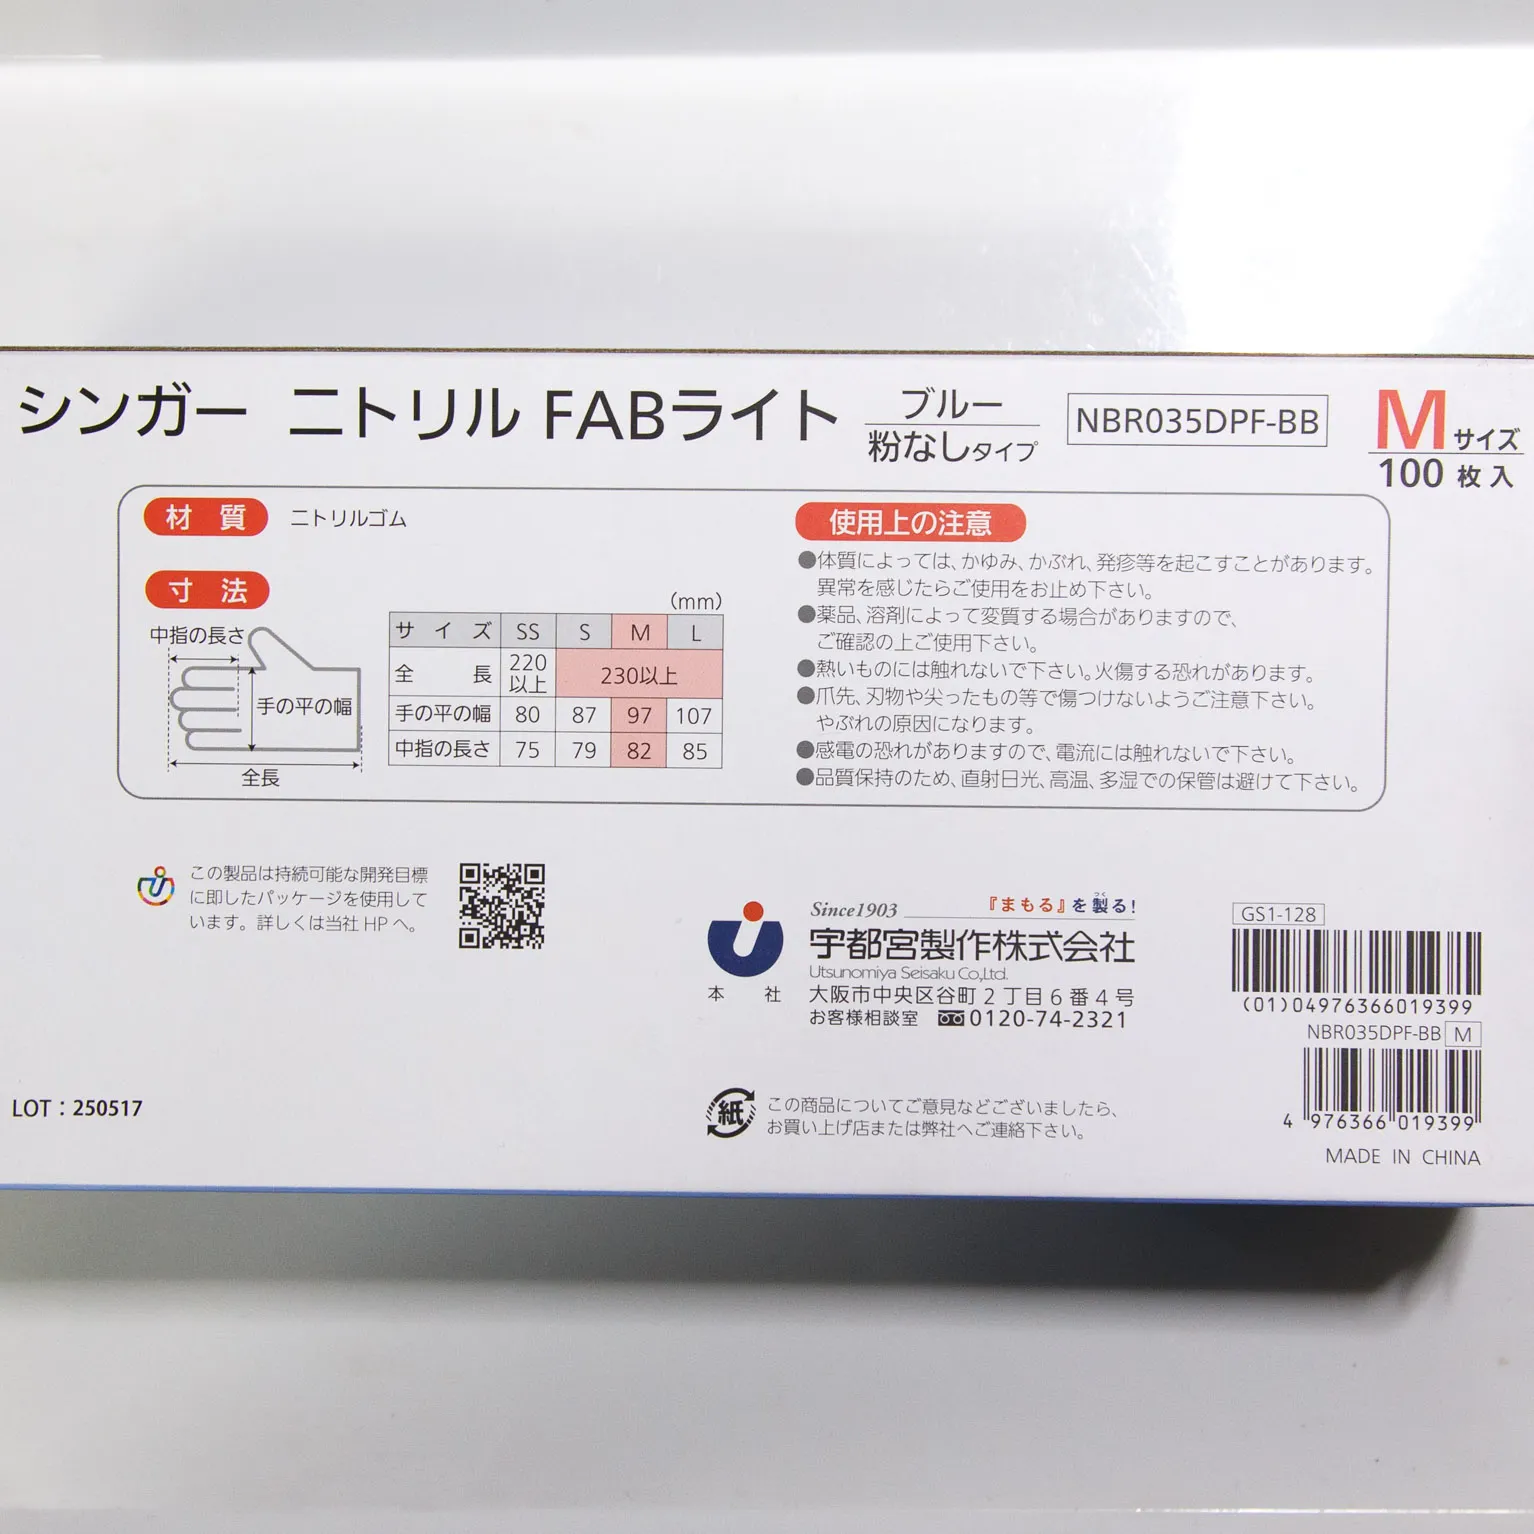 シンガー ニトリル FABライト ブルー 粉なしタイプ NBR035DPF-BB Mサイズ 100枚入
材質 ニトリルゴム
寸法
中指の長さ
手の平の幅
全長
(mm)
サイズ SS S M L
全長 220以上 230以上
手の平の幅 80 87 97 107
中指の長さ 75 79 82 85
使用上の注意
●体質によっては、かゆみ、かぶれ、発疹等を起こすことがあります。
異常を感じたらご使用をお止め下さい。
●薬品、溶剤によって変質する場合がありますので、
ご確認の上ご使用下さい。
●熱いものには触れないで下さい。火傷する恐れがあります。
●爪先、刃物や尖ったもの等で傷つけないようご注意下さい。
やぶれの原因になります。
●感電の恐れがありますので、電流には触れないで下さい。
●品質保持のため、直射日光、高温、多湿での保管は避けて下さい。
この製品は持続可能な開発目標
に即したパッケージを使用して
います。詳しくは当社HPへ。
Since1903 『まもる』を製る!
つく
宇都宮製作株式会社
Utsunomiya Seisaku Co.,Ltd.
本社 大阪市中央区谷町2丁目6番4号
お客様相談室 0120-74-2321
紙
この商品についてご意見などございましたら、
お買い上げ店または弊社へご連絡下さい。
GS1-128
(01)04976366019399
NBR035DPF-BB M
4 976366 019399
MADE IN CHINA
LOT：250517